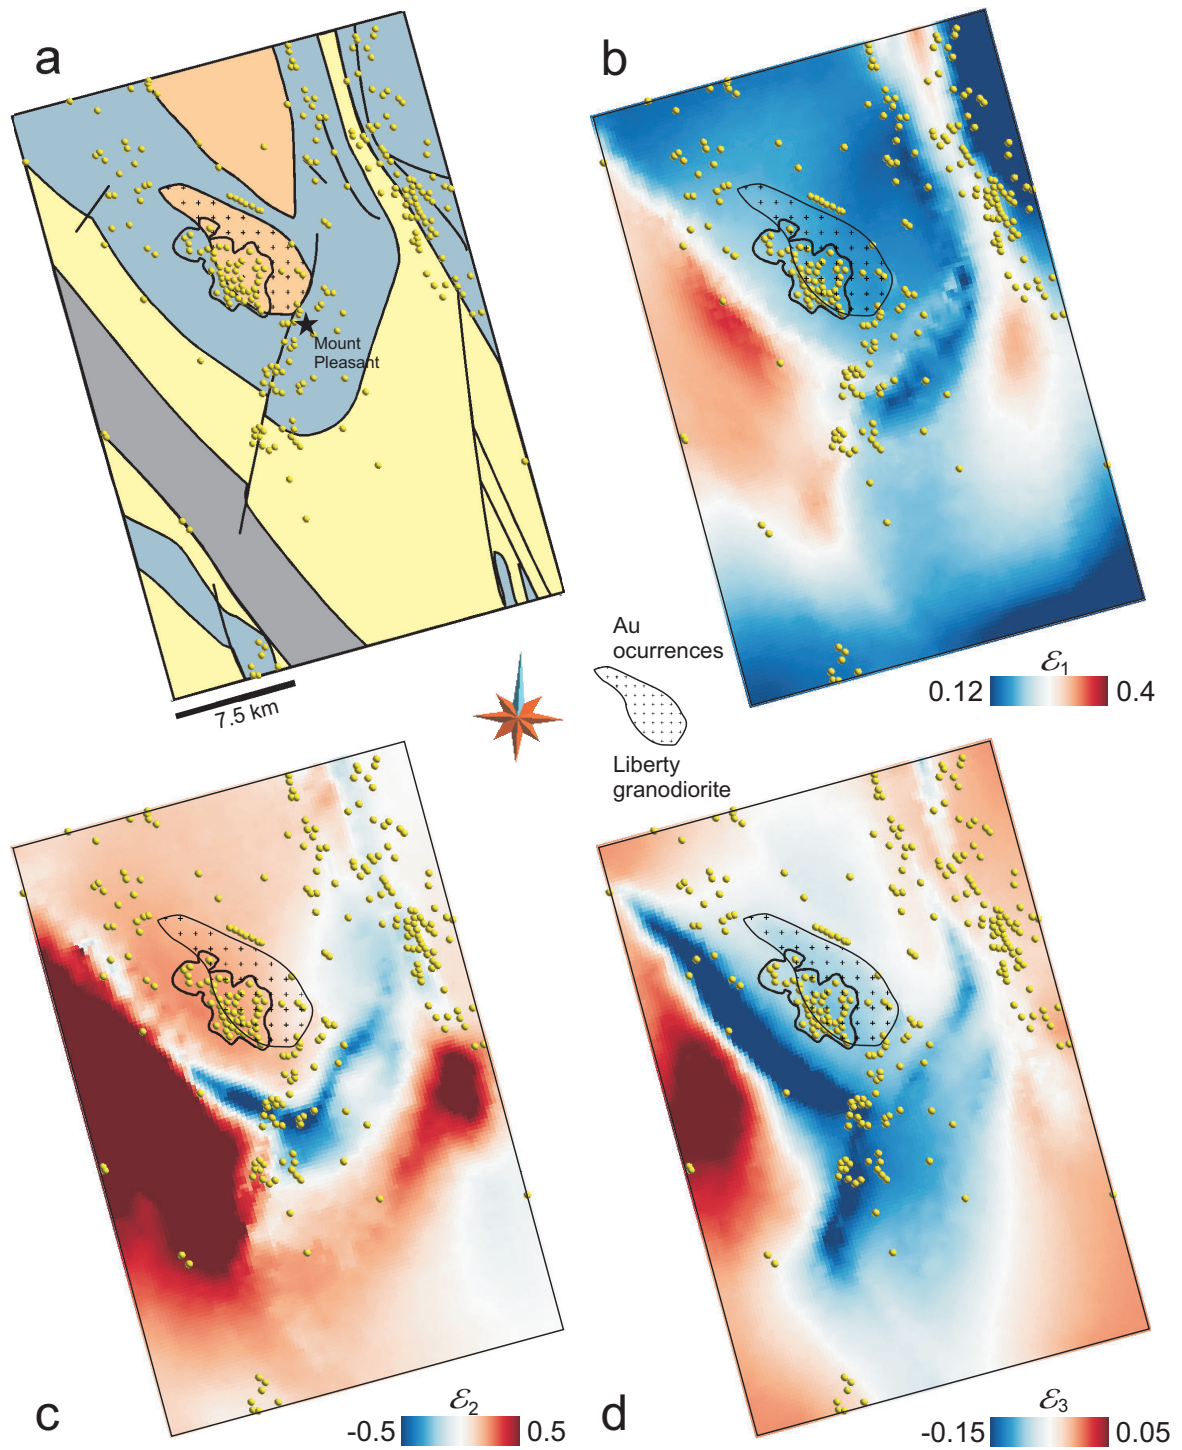 a
b
Mount
Pleasant
7.5 km
Au
ocurrences
Liberty
granodiorite
ℰ1
0.12
0.4
c
ℰ2
-0.5
0.5
d
ℰ3
-0.15
0.05